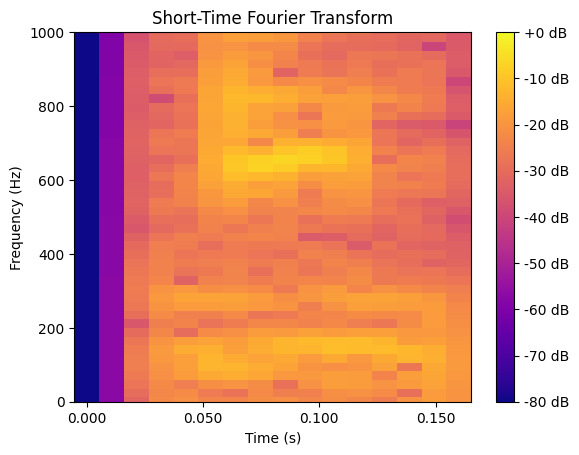 Short-Time Fourier Transform
1000
800
600
400
200
0
Frequency (Hz)
0.000
0.050
0.100
0.150
Time (s)
+0 dB
-10 dB
-20 dB
-30 dB
-40 dB
-50 dB
-60 dB
-70 dB
-80 dB